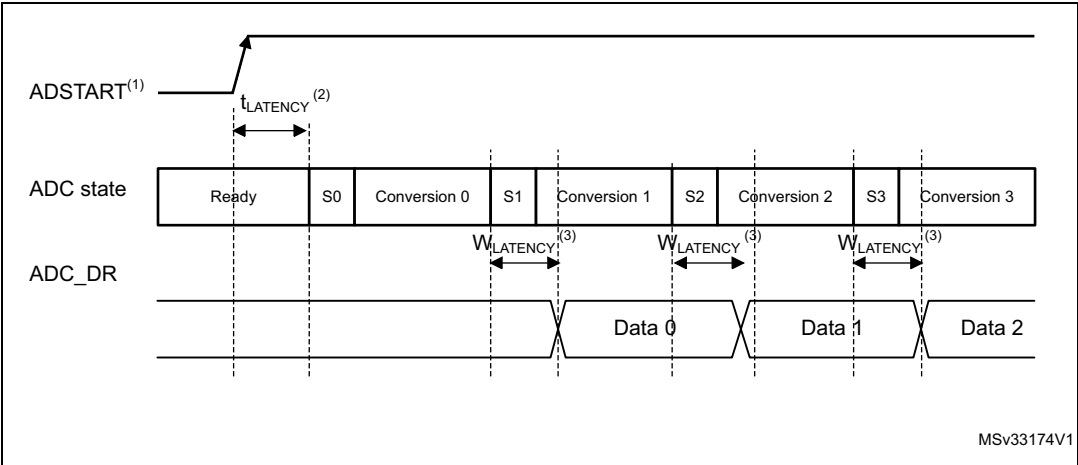 ADSTART(1)
tLATENCY (2)
ADC state
Ready S0 Conversion 0 S1 Conversion 1 S2 Conversion 2 S3 Conversion 3
WLATENCY (3) WLATENCY (3) WLATENCY (3)
ADC_DR
Data 0 Data 1 Data 2
MSv33174V1